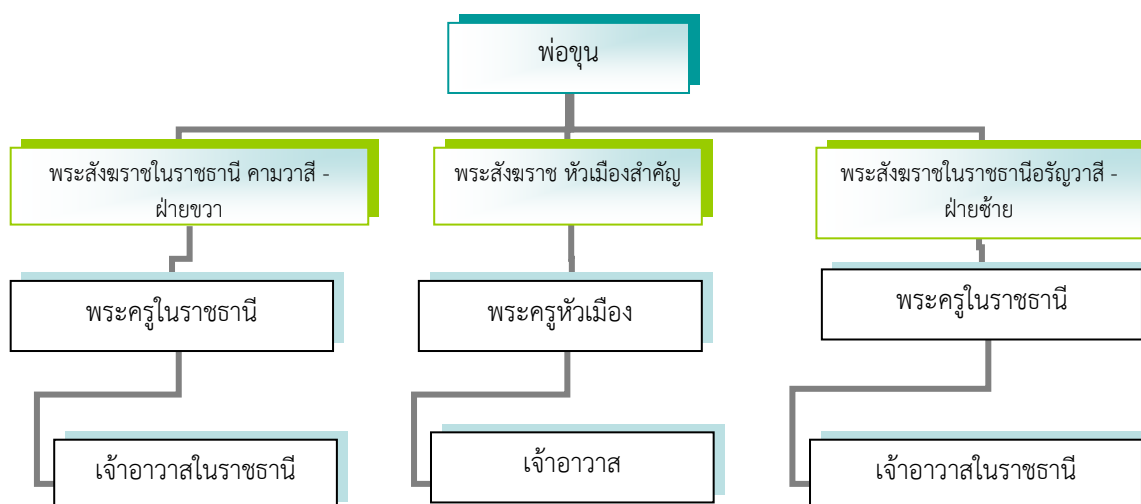 พ่อขุน
พระสังฆราชในราชธานี คามวาสี -
ฝ่ายขวา
พระสังฆราช หัวเมืองสำคัญ
พระสังฆราชในราชธานีอรัญวาสี -
ฝ่ายซ้าย
พระครูในราชธานี
พระครูหัวเมือง
พระครูในราชธานี
เจ้าอาวาสในราชธานี
เจ้าอาวาส
เจ้าอาวาสในราชธานี